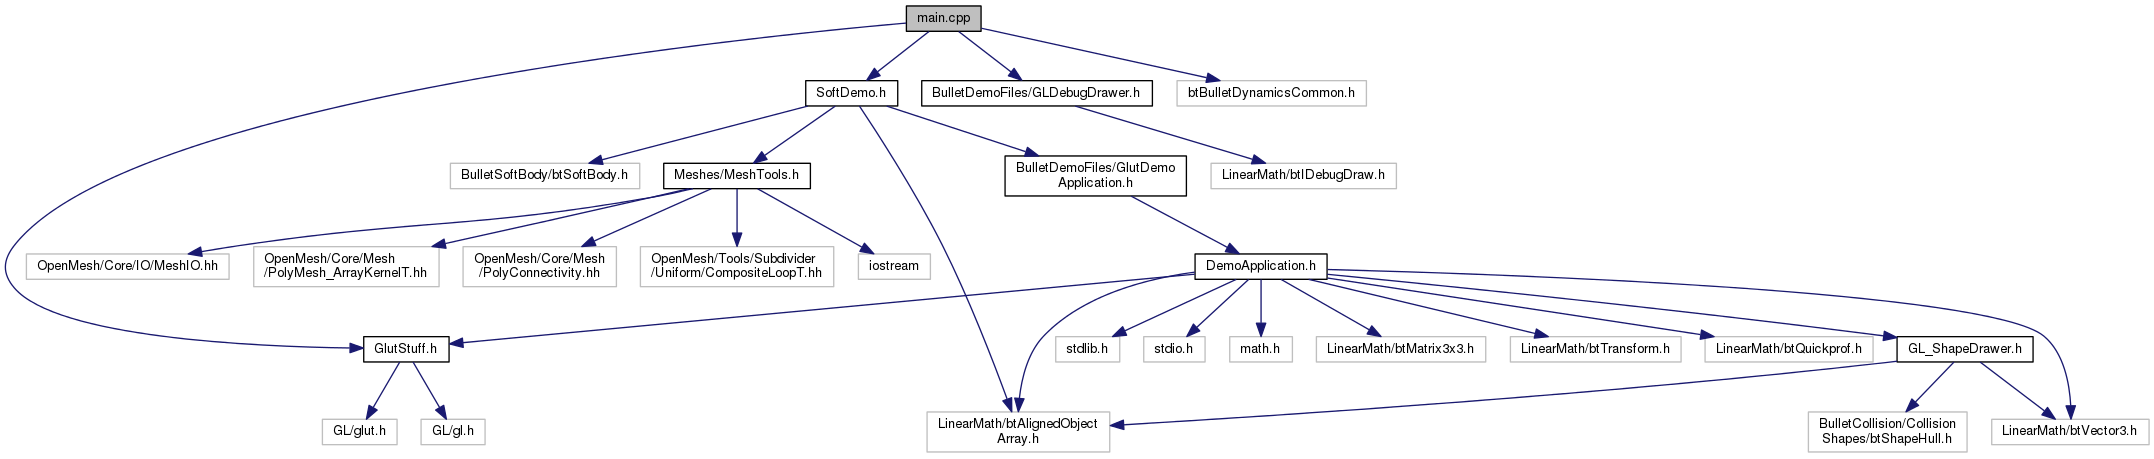 main.cpp
SoftDemo.h
BulletDemoFiles/GLDebugDrawer.h
btBulletDynamicsCommon.h
BulletSoftBody/btSoftBody.h
Meshes/MeshTools.h
BulletDemoFiles/GlutDemo
Application.h
LinearMath/btIDebugDraw.h
OpenMesh/Core/IO/MeshIO.hh
OpenMesh/Core/Mesh
/PolyMesh_ArrayKernelT.hh
OpenMesh/Core/Mesh
/PolyConnectivity.hh
OpenMesh/Tools/Subdivider
/Uniform/CompositeLoopT.hh
iostream
DemoApplication.h
GlutStuff.h
stdlib.h
stdio.h
math.h
LinearMath/btMatrix3x3.h
LinearMath/btTransform.h
LinearMath/btQuickprof.h
GL_ShapeDrawer.h
GL/glut.h
GL/gl.h
LinearMath/btAlignedObject
Array.h
BulletCollision/Collision
Shapes/btShapeHull.h
LinearMath/btVector3.h